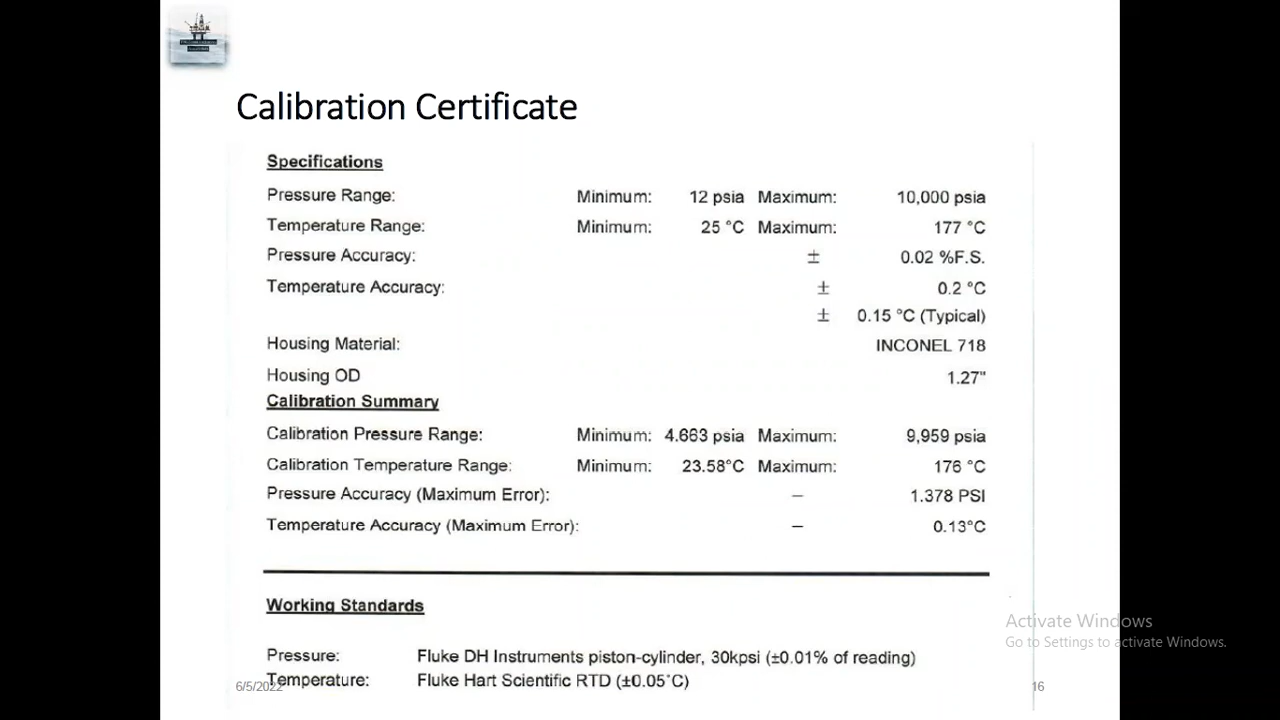 Calibration Certificate
Specifications
Pressure Range: Minimum: 12 psia Maximum: 10,000 psia
Temperature Range: Minimum: 25 °C Maximum: 177 °C
Pressure Accuracy: ± 0.02 %F.S.
Temperature Accuracy: ± 0.2 °C
± 0.15 °C (Typical)
Housing Material: INCONEL 718
Housing OD 1.27"
Calibration Summary
Calibration Pressure Range: Minimum: 4.663 psia Maximum: 9,959 psia
Calibration Temperature Range: Minimum: 23.58°C Maximum: 176 °C
Pressure Accuracy (Maximum Error): – 1.378 PSI
Temperature Accuracy (Maximum Error): – 0.13°C
Working Standards
Activate Windows
Go to Settings to activate Windows.
Pressure: Fluke DH Instruments piston-cylinder, 30kpsi (±0.01% of reading)
Temperature: Fluke Hart Scientific RTD (±0.05°C)
6/5/2022 16